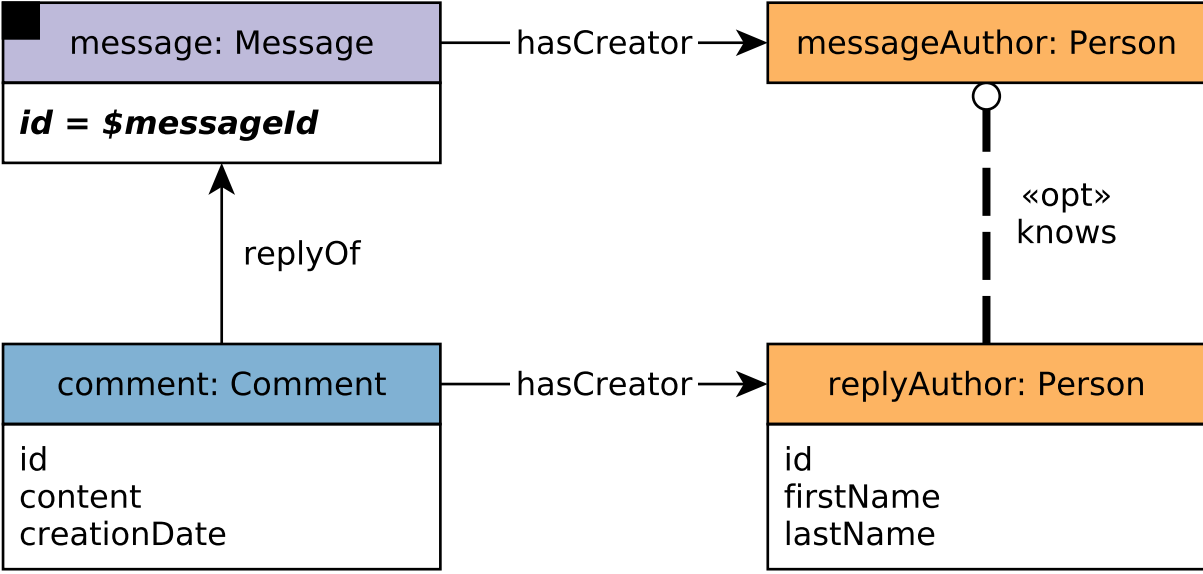 message: Message
hasCreator
messageAuthor: Person
id = $messageId
«opt»
knows
replyOf
comment: Comment
hasCreator
replyAuthor: Person
id
content
creationDate
id
firstName
lastName